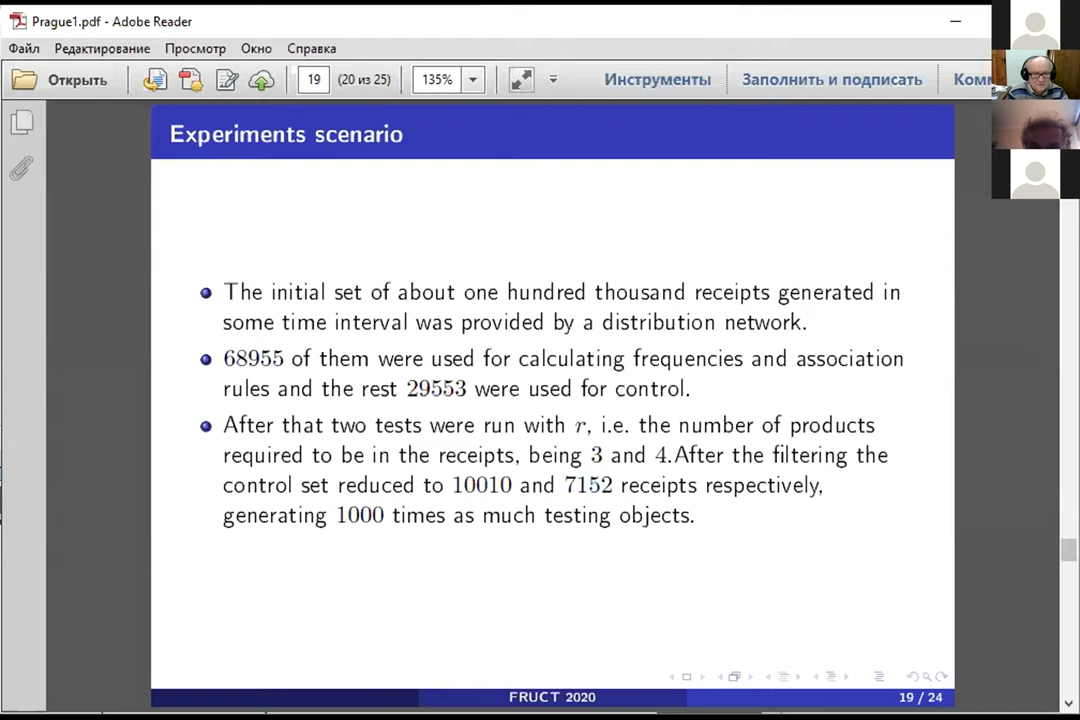 Prague1.pdf - Adobe Reader
Файл Редактирование Просмотр Окно Справка
Открыть 19 (20 из 25) 135% Инструменты Заполнить и подписать Комм
Experiments scenario
The initial set of about one hundred thousand receipts generated in
some time interval was provided by a distribution network.
68955 of them were used for calculating frequencies and association
rules and the rest 29553 were used for control.
After that two tests were run with r, i.e. the number of products
required to be in the receipts, being 3 and 4.After the filtering the
control set reduced to 10010 and 7152 receipts respectively,
generating 1000 times as much testing objects.
FRUCT 2020 19 / 24